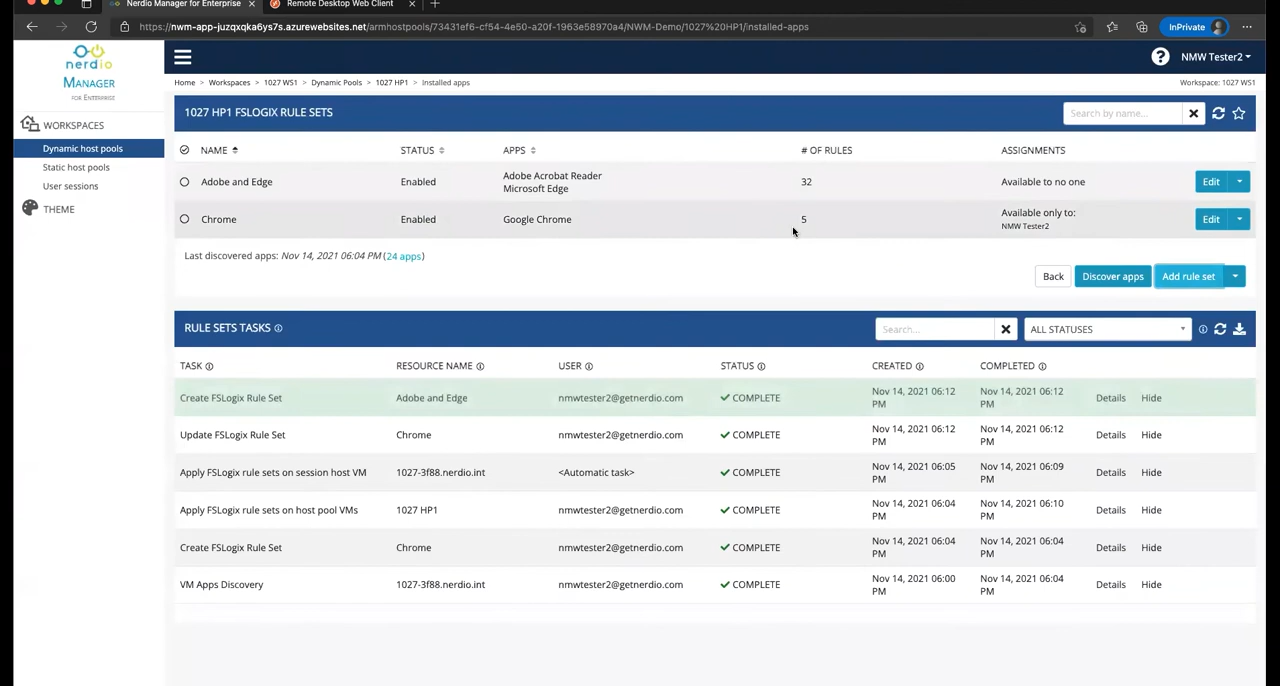 Nerdio Manager for Enterprise
Remote Desktop Web Client
https://nwm-app-juzqxqka6ys7s.azurewebsites.net/armhostpools/73431ef6-cf54-4e50-a20f-1963e58970a4/NWM-Demo/1027%20HP1/installed-apps
InPrivate
nerdio
MANAGER
FOR ENTERPRISE
NMW Tester2
Home > Workspaces > 1027 WS1 > Dynamic Pools > 1027 HP1 > Installed apps
Workspace: 1027 WS1
WORKSPACES
Dynamic host pools
Static host pools
User sessions
THEME
1027 HP1 FSLOGIX RULE SETS
Search by name...
NAME STATUS APPS # OF RULES ASSIGNMENTS
Adobe and Edge Enabled Adobe Acrobat Reader 32 Available to no one Edit
Microsoft Edge
Chrome Enabled Google Chrome 5 Available only to: Edit
NMW Tester2
Last discovered apps: Nov 14, 2021 06:04 PM (24 apps)
Back Discover apps Add rule set
RULE SETS TASKS
Search...
ALL STATUSES
TASK RESOURCE NAME USER STATUS CREATED COMPLETED
Create FSLogix Rule Set Adobe and Edge nmwtester2@getnerdio.com COMPLETE Nov 14, 2021 06:12 PM Nov 14, 2021 06:12 PM Details Hide
Update FSLogix Rule Set Chrome nmwtester2@getnerdio.com COMPLETE Nov 14, 2021 06:12 PM Nov 14, 2021 06:12 PM Details Hide
Apply FSLogix rule sets on session host VM 1027-3f88.nerdio.int <Automatic task> COMPLETE Nov 14, 2021 06:05 PM Nov 14, 2021 06:09 PM Details Hide
Apply FSLogix rule sets on host pool VMs 1027 HP1 nmwtester2@getnerdio.com COMPLETE Nov 14, 2021 06:04 PM Nov 14, 2021 06:10 PM Details Hide
Create FSLogix Rule Set Chrome nmwtester2@getnerdio.com COMPLETE Nov 14, 2021 06:04 PM Nov 14, 2021 06:04 PM Details Hide
VM Apps Discovery 1027-3f88.nerdio.int nmwtester2@getnerdio.com COMPLETE Nov 14, 2021 06:00 PM Nov 14, 2021 06:04 PM Details Hide